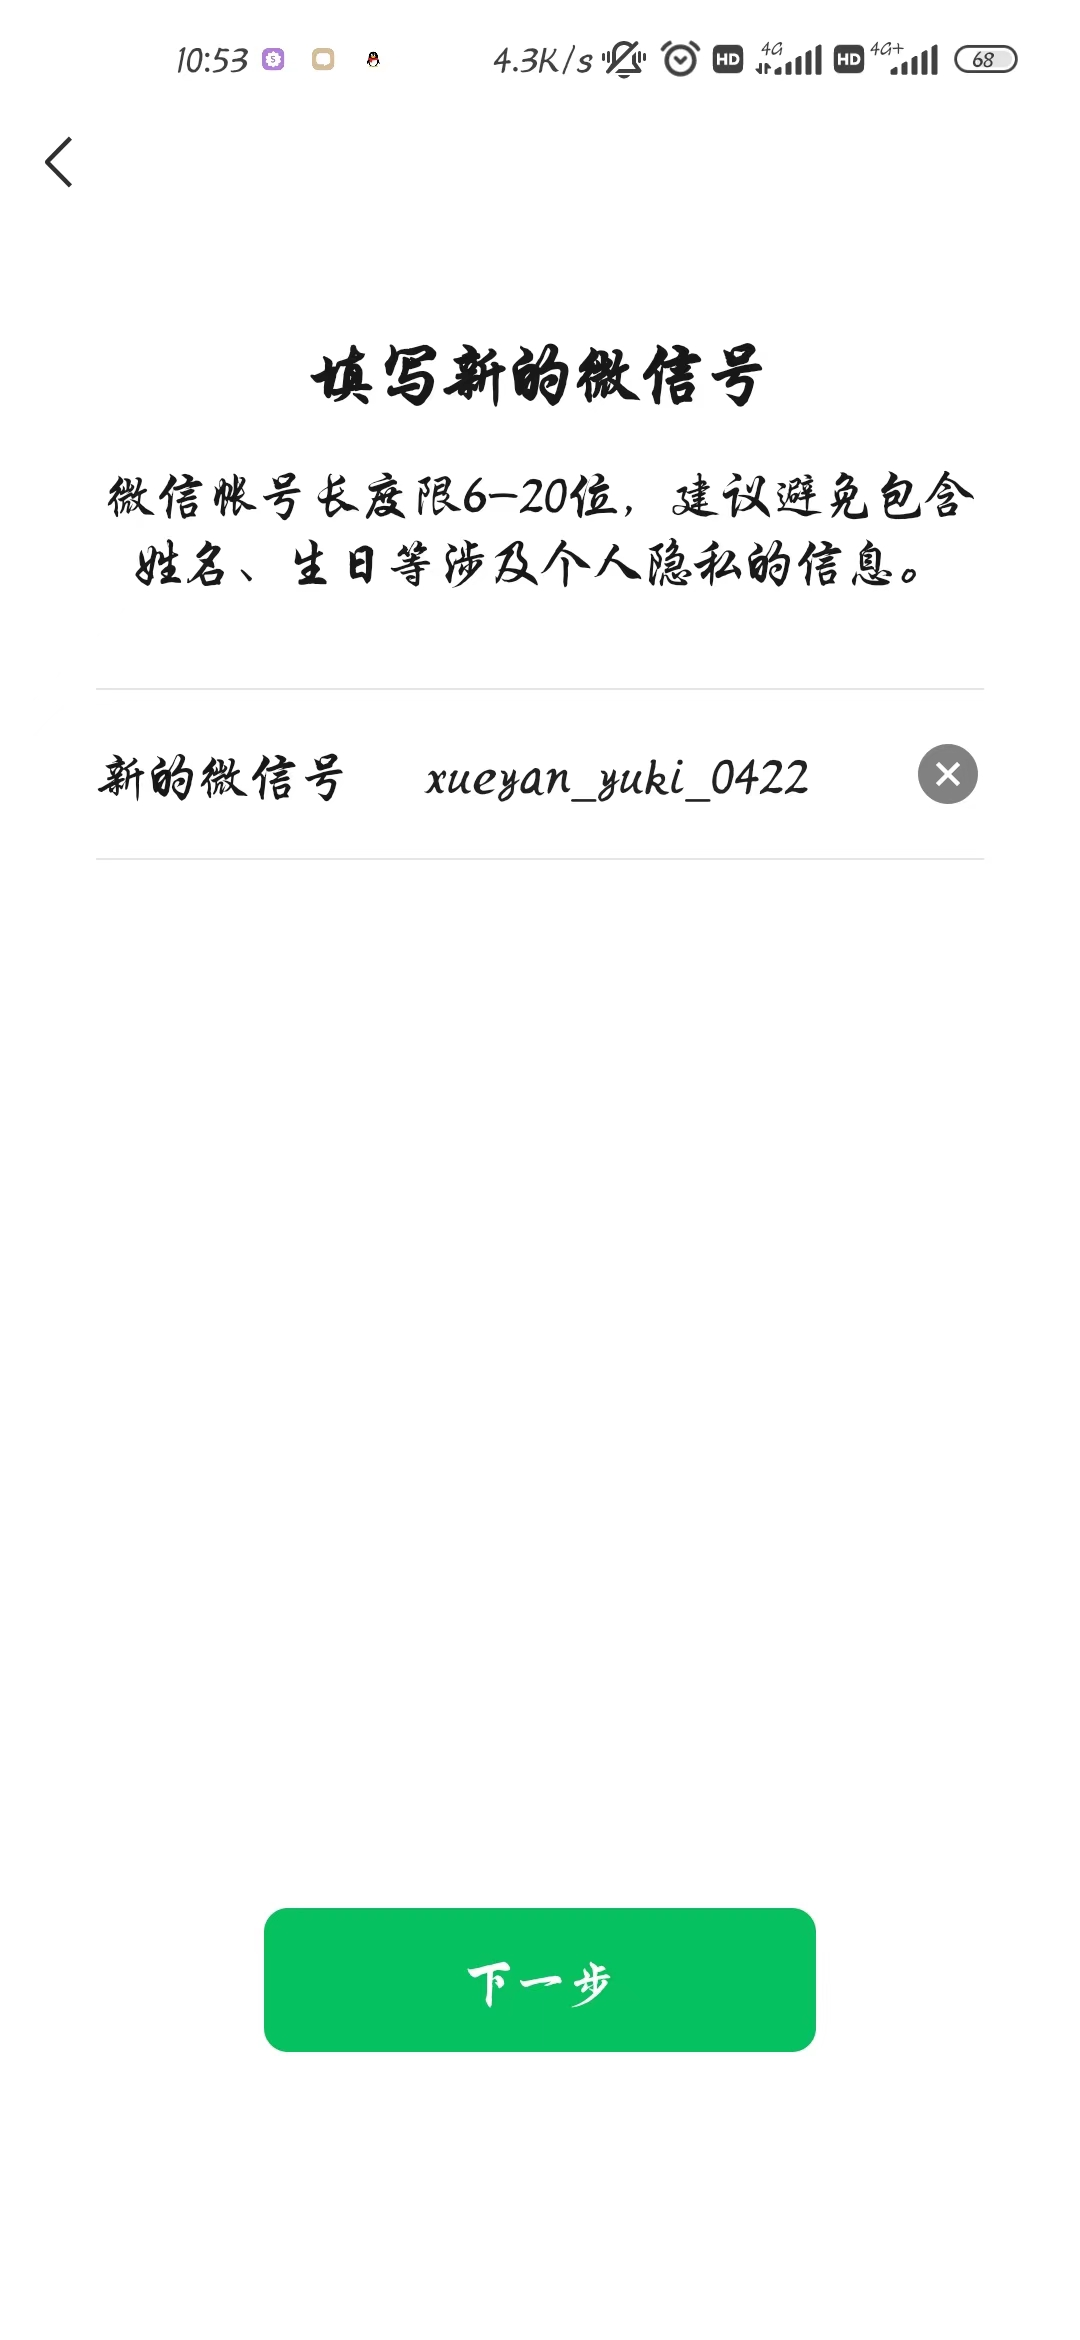 10:53 4.3K/s HD 4G HD 4G+ 68
填写新的微信号
微信帐号长度限6-20位，建议避免包含
姓名、生日等涉及个人隐私的信息。
新的微信号 xueyan_yuki_0422
下一步